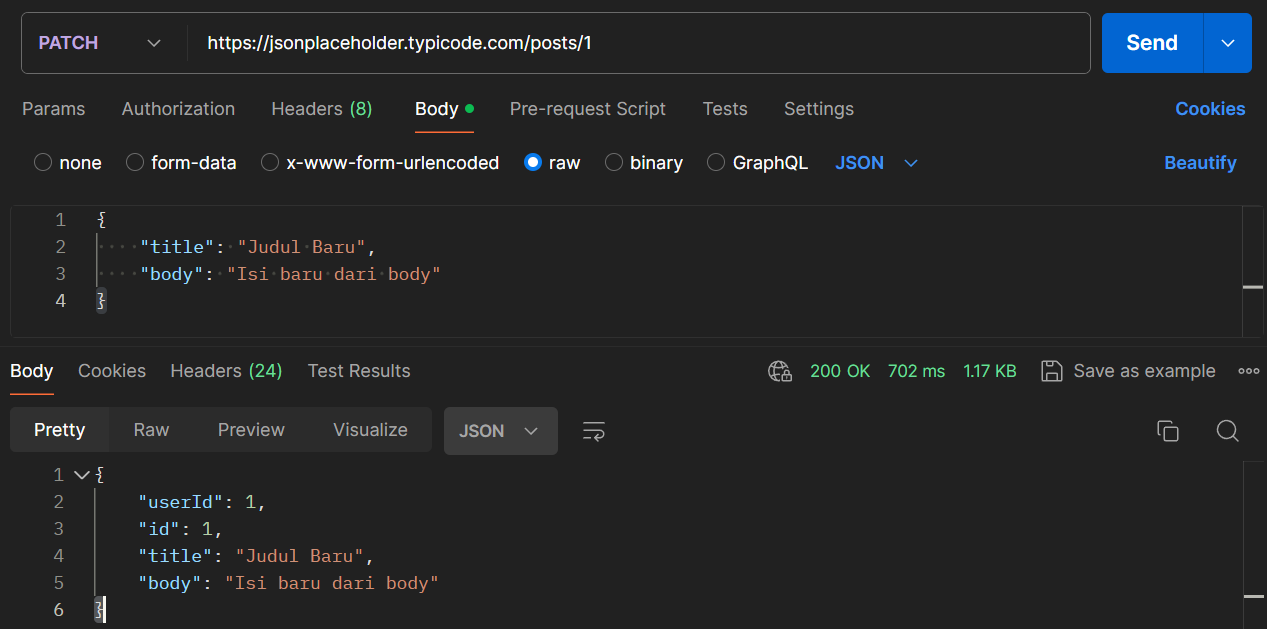 PATCH https://jsonplaceholder.typicode.com/posts/1 Send
Params Authorization Headers (8) Body Pre-request Script Tests Settings Cookies
none form-data x-www-form-urlencoded raw binary GraphQL JSON Beautify
1 {
2 "title": "Judul Baru",
3 "body": "Isi baru dari body"
4 }
Body Cookies Headers (24) Test Results 200 OK 702 ms 1.17 KB Save as example
Pretty Raw Preview Visualize JSON
1 {
2 "userId": 1,
3 "id": 1,
4 "title": "Judul Baru",
5 "body": "Isi baru dari body"
6 }